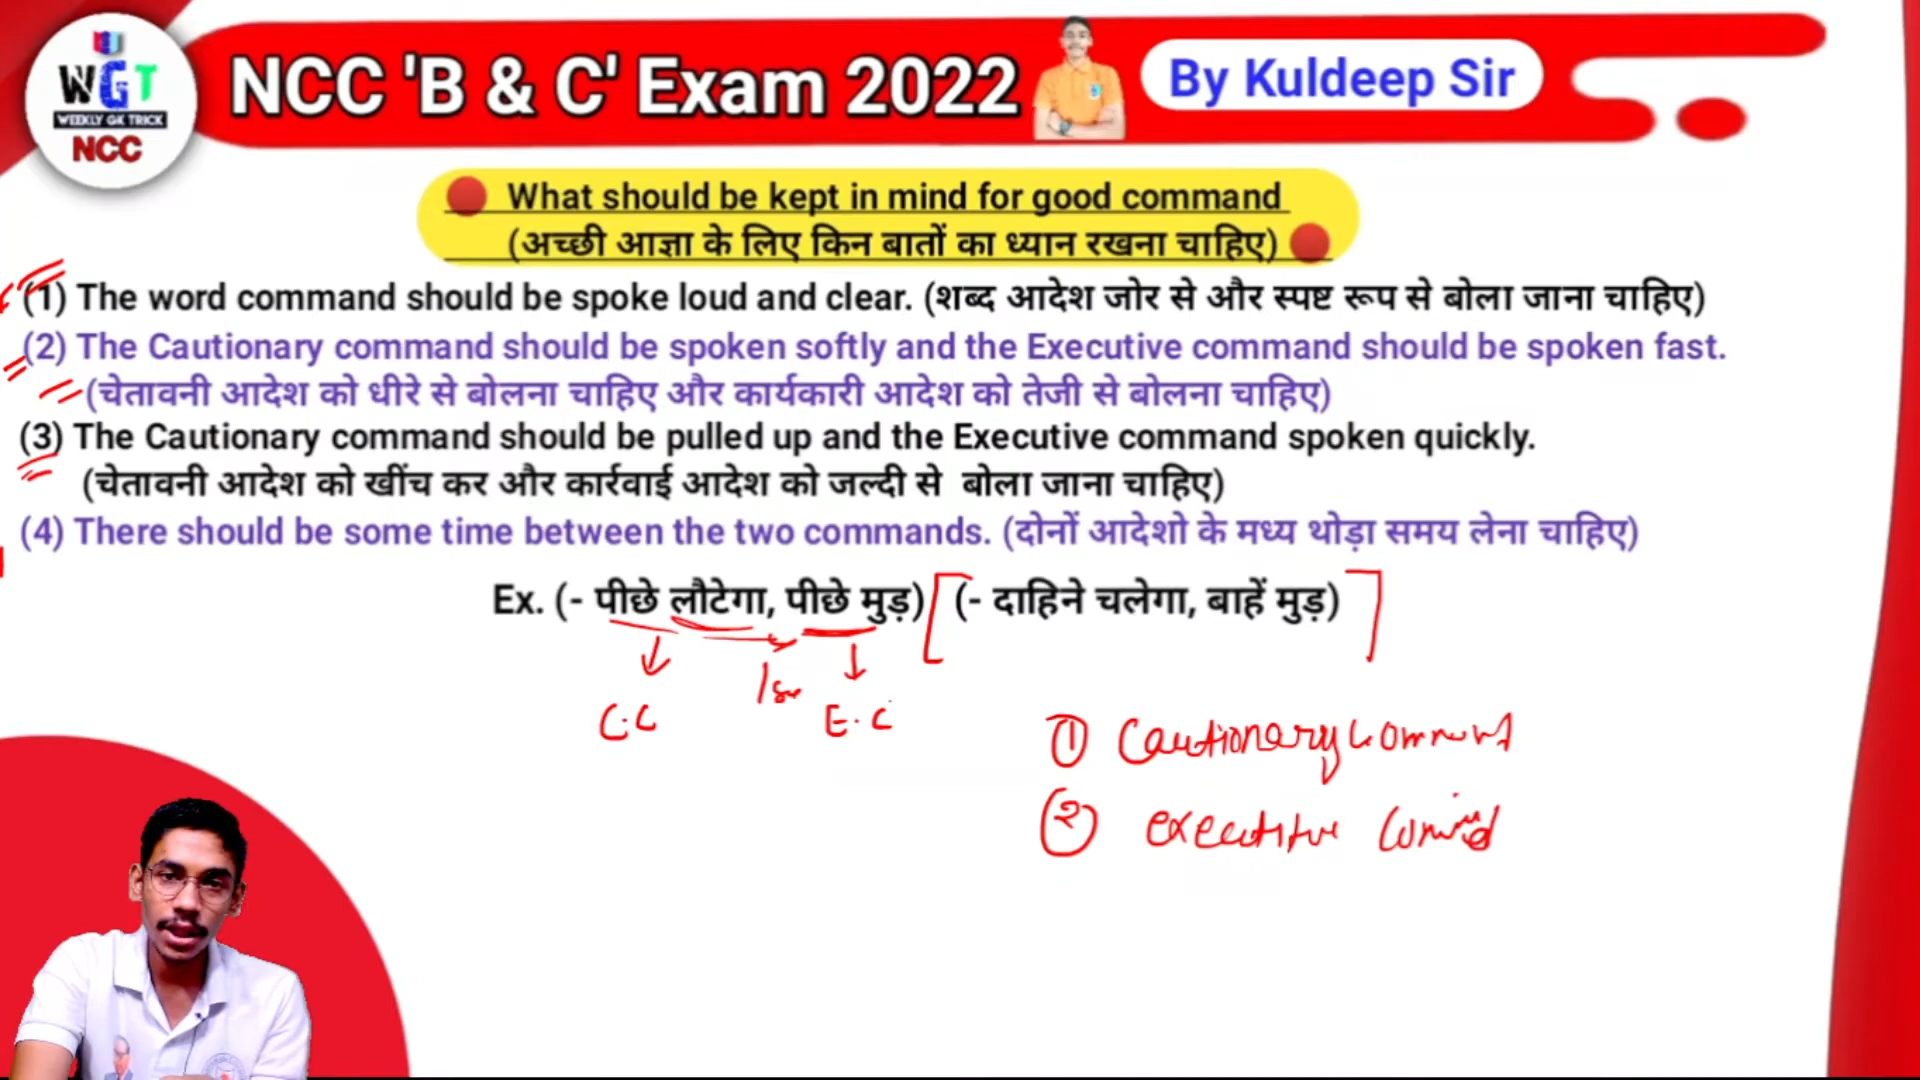 WGT
WEEKLY GK TRICK
NCC
NCC 'B & C' Exam 2022
By Kuldeep Sir
What should be kept in mind for good command
(अच्छी आज्ञा के लिए किन बातों का ध्यान रखना चाहिए)
(1) The word command should be spoke loud and clear. (शब्द आदेश जोर से और स्पष्ट रूप से बोला जाना चाहिए)
(2) The Cautionary command should be spoken softly and the Executive command should be spoken fast.
(चेतावनी आदेश को धीरे से बोलना चाहिए और कार्यकारी आदेश को तेजी से बोलना चाहिए)
(3) The Cautionary command should be pulled up and the Executive command spoken quickly.
(चेतावनी आदेश को खींच कर और कार्रवाई आदेश को जल्दी से बोला जाना चाहिए)
(4) There should be some time between the two commands. (दोनों आदेशो के मध्य थोड़ा समय लेना चाहिए)
Ex. (- पीछे लौटेगा, पीछे मुड़) (- दाहिने चलेगा, बाहें मुड़)
C.C
E.C
① Cautionary
②